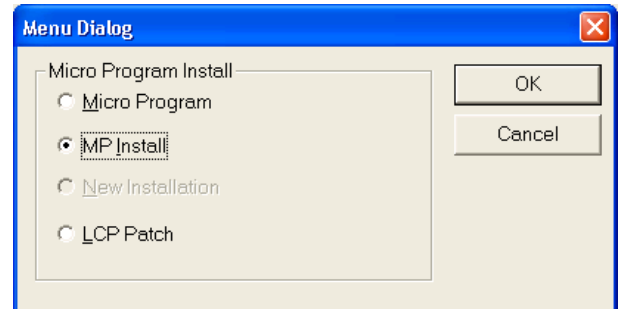 Menu Dialog
Micro Program Install
Micro Program
MP Install
New Installation
LCP Patch
OK
Cancel